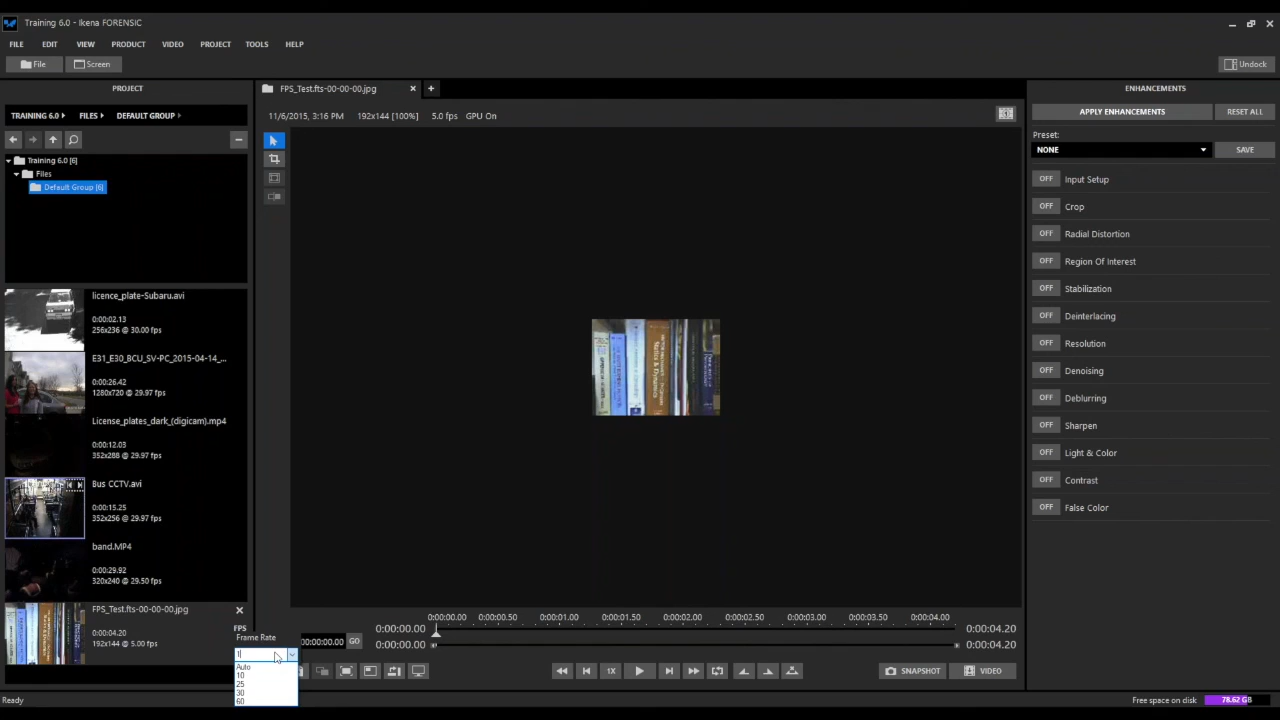 Training 6.0 - Ikena FORENSIC
FILE EDIT VIEW PRODUCT VIDEO PROJECT TOOLS HELP
File Screen Undock
PROJECT
TRAINING 6.0 FILES DEFAULT GROUP
Training 6.0 [6]
Files
Default Group [6]
licence_plate-Subaru.avi
0:00:02.13
256x236 @ 30.00 fps
E31_E30_BCU_SV-PC_2015-04-14_...
0:00:26.42
1280x720 @ 29.97 fps
License_plates_dark_(digicam).mp4
0:00:12.03
352x288 @ 29.97 fps
Bus CCTV.avi
0:00:15.25
352x256 @ 29.97 fps
band.MP4
0:00:29.92
320x240 @ 29.50 fps
FPS_Test.fts-00-00-00.jpg
0:00:04.20
192x144 @ 5.00 fps
FPS
Frame Rate
1
Auto
10
25
30
60
FPS_Test.fts-00-00-00.jpg
11/6/2015, 3:16 PM 192x144 [100%] 5.0 fps GPU On
Statics & Dynamics
0:00:00.00 0:00:00.50 0:00:01.00 0:00:01.50 0:00:02.00 0:00:02.50 0:00:03.00 0:00:03.50 0:00:04.00
0:00:00.00 0:00:04.20
00:00:00.00 GO 0:00:00.00 0:00:04.20
1X SNAPSHOT VIDEO
ENHANCEMENTS
APPLY ENHANCEMENTS RESET ALL
Preset:
NONE SAVE
OFF Input Setup
OFF Crop
OFF Radial Distortion
OFF Region Of Interest
OFF Stabilization
OFF Deinterlacing
OFF Resolution
OFF Denoising
OFF Deblurring
OFF Sharpen
OFF Light & Color
OFF Contrast
OFF False Color
Ready Free space on disk 78.62 GB